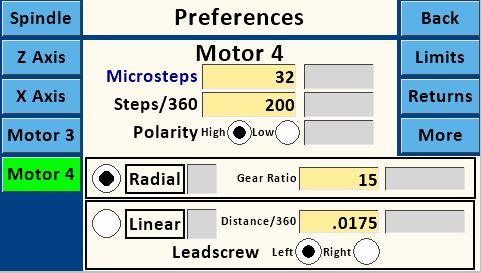 Spindle Preferences Back
Motor 4
Z Axis Limits
Microsteps 32
X Axis Steps/360 200 Returns
Motor 3 Polarity High Low More
Motor 4 Radial Gear Ratio 15
Linear Distance/360 .0175
Leadscrew Left Right